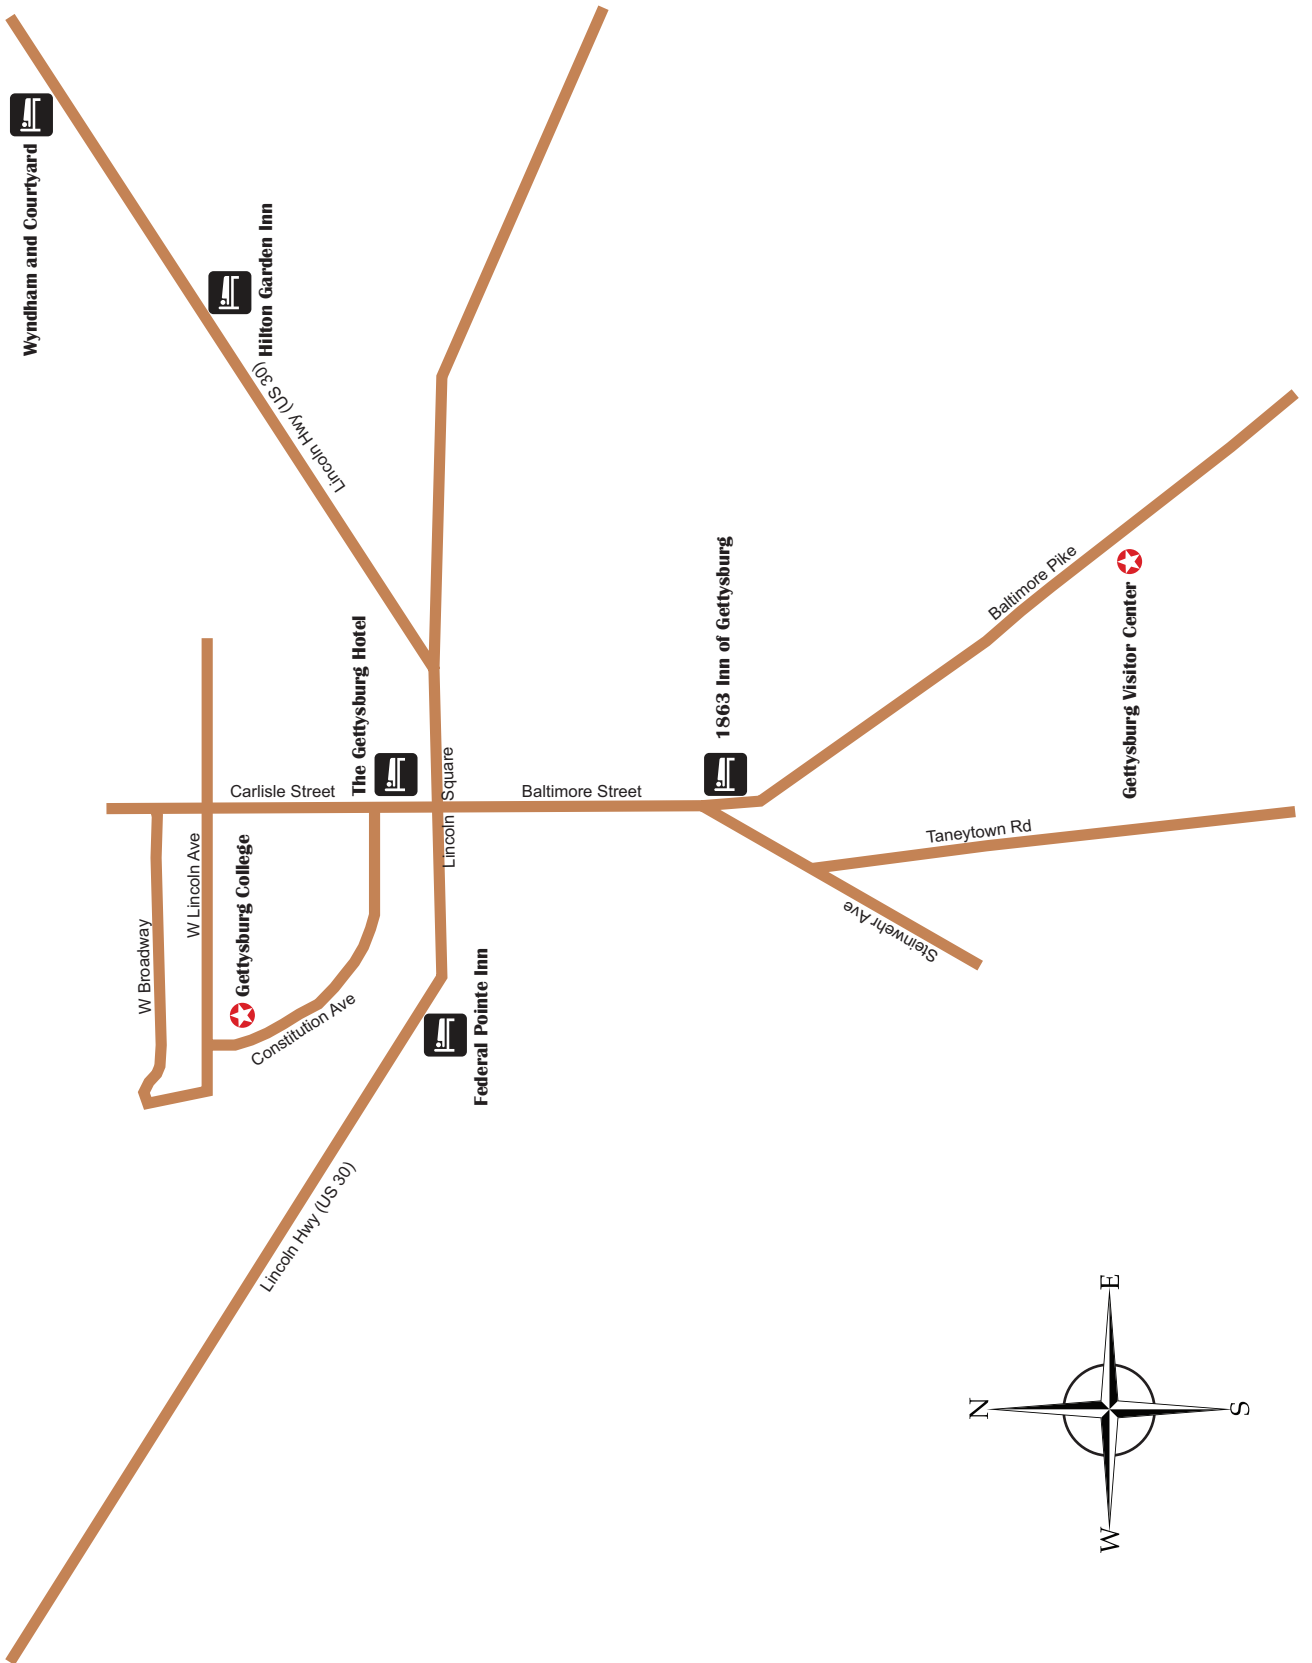 Wyndham and Courtyard
Hilton Garden Inn
Lincoln Hwy (US 30)
The Gettysburg Hotel
1863 Inn of Gettysburg
Baltimore Pike
Gettysburg Visitor Center
Carlisle Street
Lincoln Square
Baltimore Street
Taneytown Rd
Steinwehr Ave
W Lincoln Ave
Gettysburg College
W Broadway
Constitution Ave
Federal Pointe Inn
Lincoln Hwy (US 30)
N
E
S
W